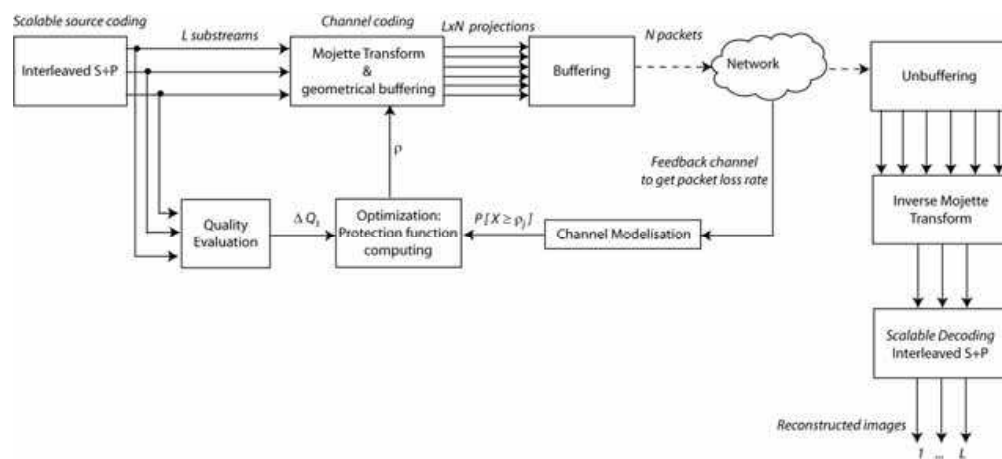 Scalable source coding
Channel coding
L substreams
LxN projections
Interleaved S+P
Mojette Transform
&
geometrical buffering
Buffering
N packets
Network
Unbuffering
ρ
Feedback channel
to get packet loss rate
Quality
Evaluation
Δ Qs
Optimization:
Protection function
computing
P [ X ≥ ρj ]
Channel Modelisation
Inverse Mojette
Transform
Scalable Decoding
Interleaved S+P
Reconstructed images
1 ... L